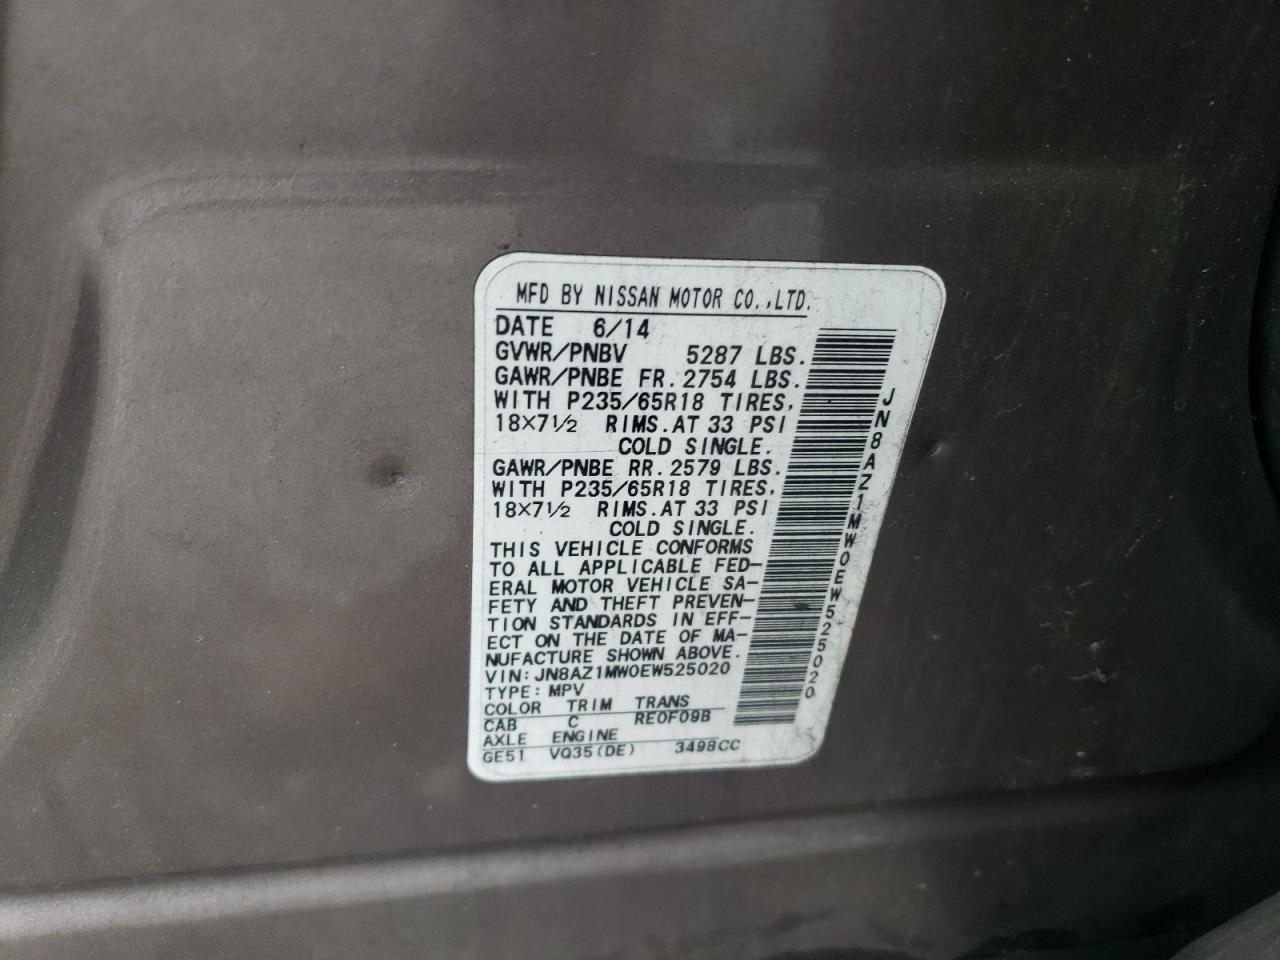 MFD BY NISSAN MOTOR CO.,LTD.
DATE 6/14
GVWR/PNBV 5287 LBS.
GAWR/PNBE FR. 2754 LBS.
WITH P235/65R18 TIRES,
18×7½ RIMS.AT 33 PSI
COLD SINGLE.
GAWR/PNBE RR. 2579 LBS.
WITH P235/65R18 TIRES,
18×7½ RIMS.AT 33 PSI
COLD SINGLE.
THIS VEHICLE CONFORMS
TO ALL APPLICABLE FED-
ERAL MOTOR VEHICLE SA-
FETY AND THEFT PREVEN-
TION STANDARDS IN EFF-
ECT ON THE DATE OF MA-
NUFACTURE SHOWN ABOVE.
VIN: JN8AZ1MW0EW525020
TYPE: MPV
COLOR TRIM TRANS
CAB C RE0F09B
AXLE ENGINE
GE51 VQ35(DE) 3498CC
JN8AZ1MW0EW525020